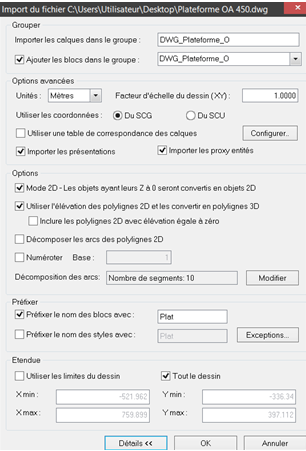 Import du fichier C:\Users\Utilisateur\Desktop\Plateforme OA 450.dwg
Grouper
Importer les calques dans le groupe : DWG_Plateforme_O
Ajouter les blocs dans le groupe : DWG_Plateforme_O
Options avancées
Unités : Mètres Facteur d'échelle du dessin (XY) : 1.0000
Utiliser les coordonnées : Du SCG Du SCU
Utiliser une table de correspondance des calques Configurer..
Importer les présentations Importer les proxy entités
Options
Mode 2D - Les objets ayant leurs Z à 0 seront convertis en objets 2D
Utiliser l'élévation des polylignes 2D et les convertir en polylignes 3D
Inclure les polylignes 2D avec élévation égale à zéro
Décomposer les arcs des polylignes 2D
Numéroter Base : 1
Décomposition des arcs: Nombre de segments: 10 Modifier
Préfixer
Préfixer le nom des blocs avec : Plat
Préfixer le nom des styles avec : Plat Exceptions...
Etendue
Utiliser les limites du dessin Tout le dessin
X min : -521.962 Y min : -336.34
X max : 759.899 Y max : 397.112
Détails << OK Annuler